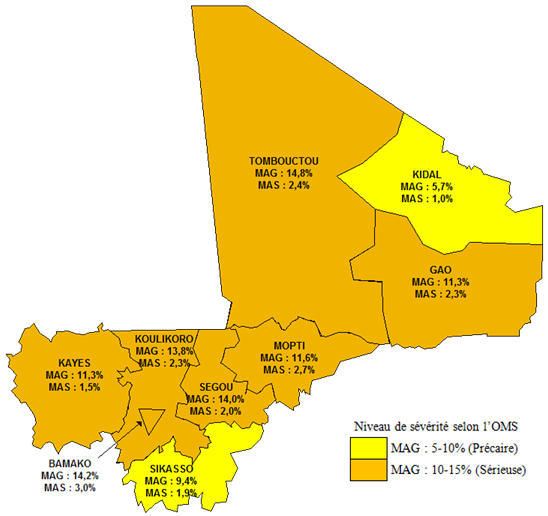 TOMBOUCTOU
MAG : 14,8%
MAS : 2,4%
KIDAL
MAG : 5,7%
MAS : 1,0%
GAO
MAG : 11,3%
MAS : 2,3%
KOULIKORO
MAG : 13,8%
MAS : 2,3%
MOPTI
MAG : 11,6%
MAS : 2,7%
KAYES
MAG : 11,3%
MAS : 1,5%
SEGOU
MAG : 14,0%
MAS : 2,0%
BAMAKO
MAG : 14,2%
MAS : 3,0%
SIKASSO
MAG : 9,4%
MAS : 1,9%
Niveau de sévérité selon l'OMS
MAG : 5-10% (Précaire)
MAG : 10-15% (Sérieuse)